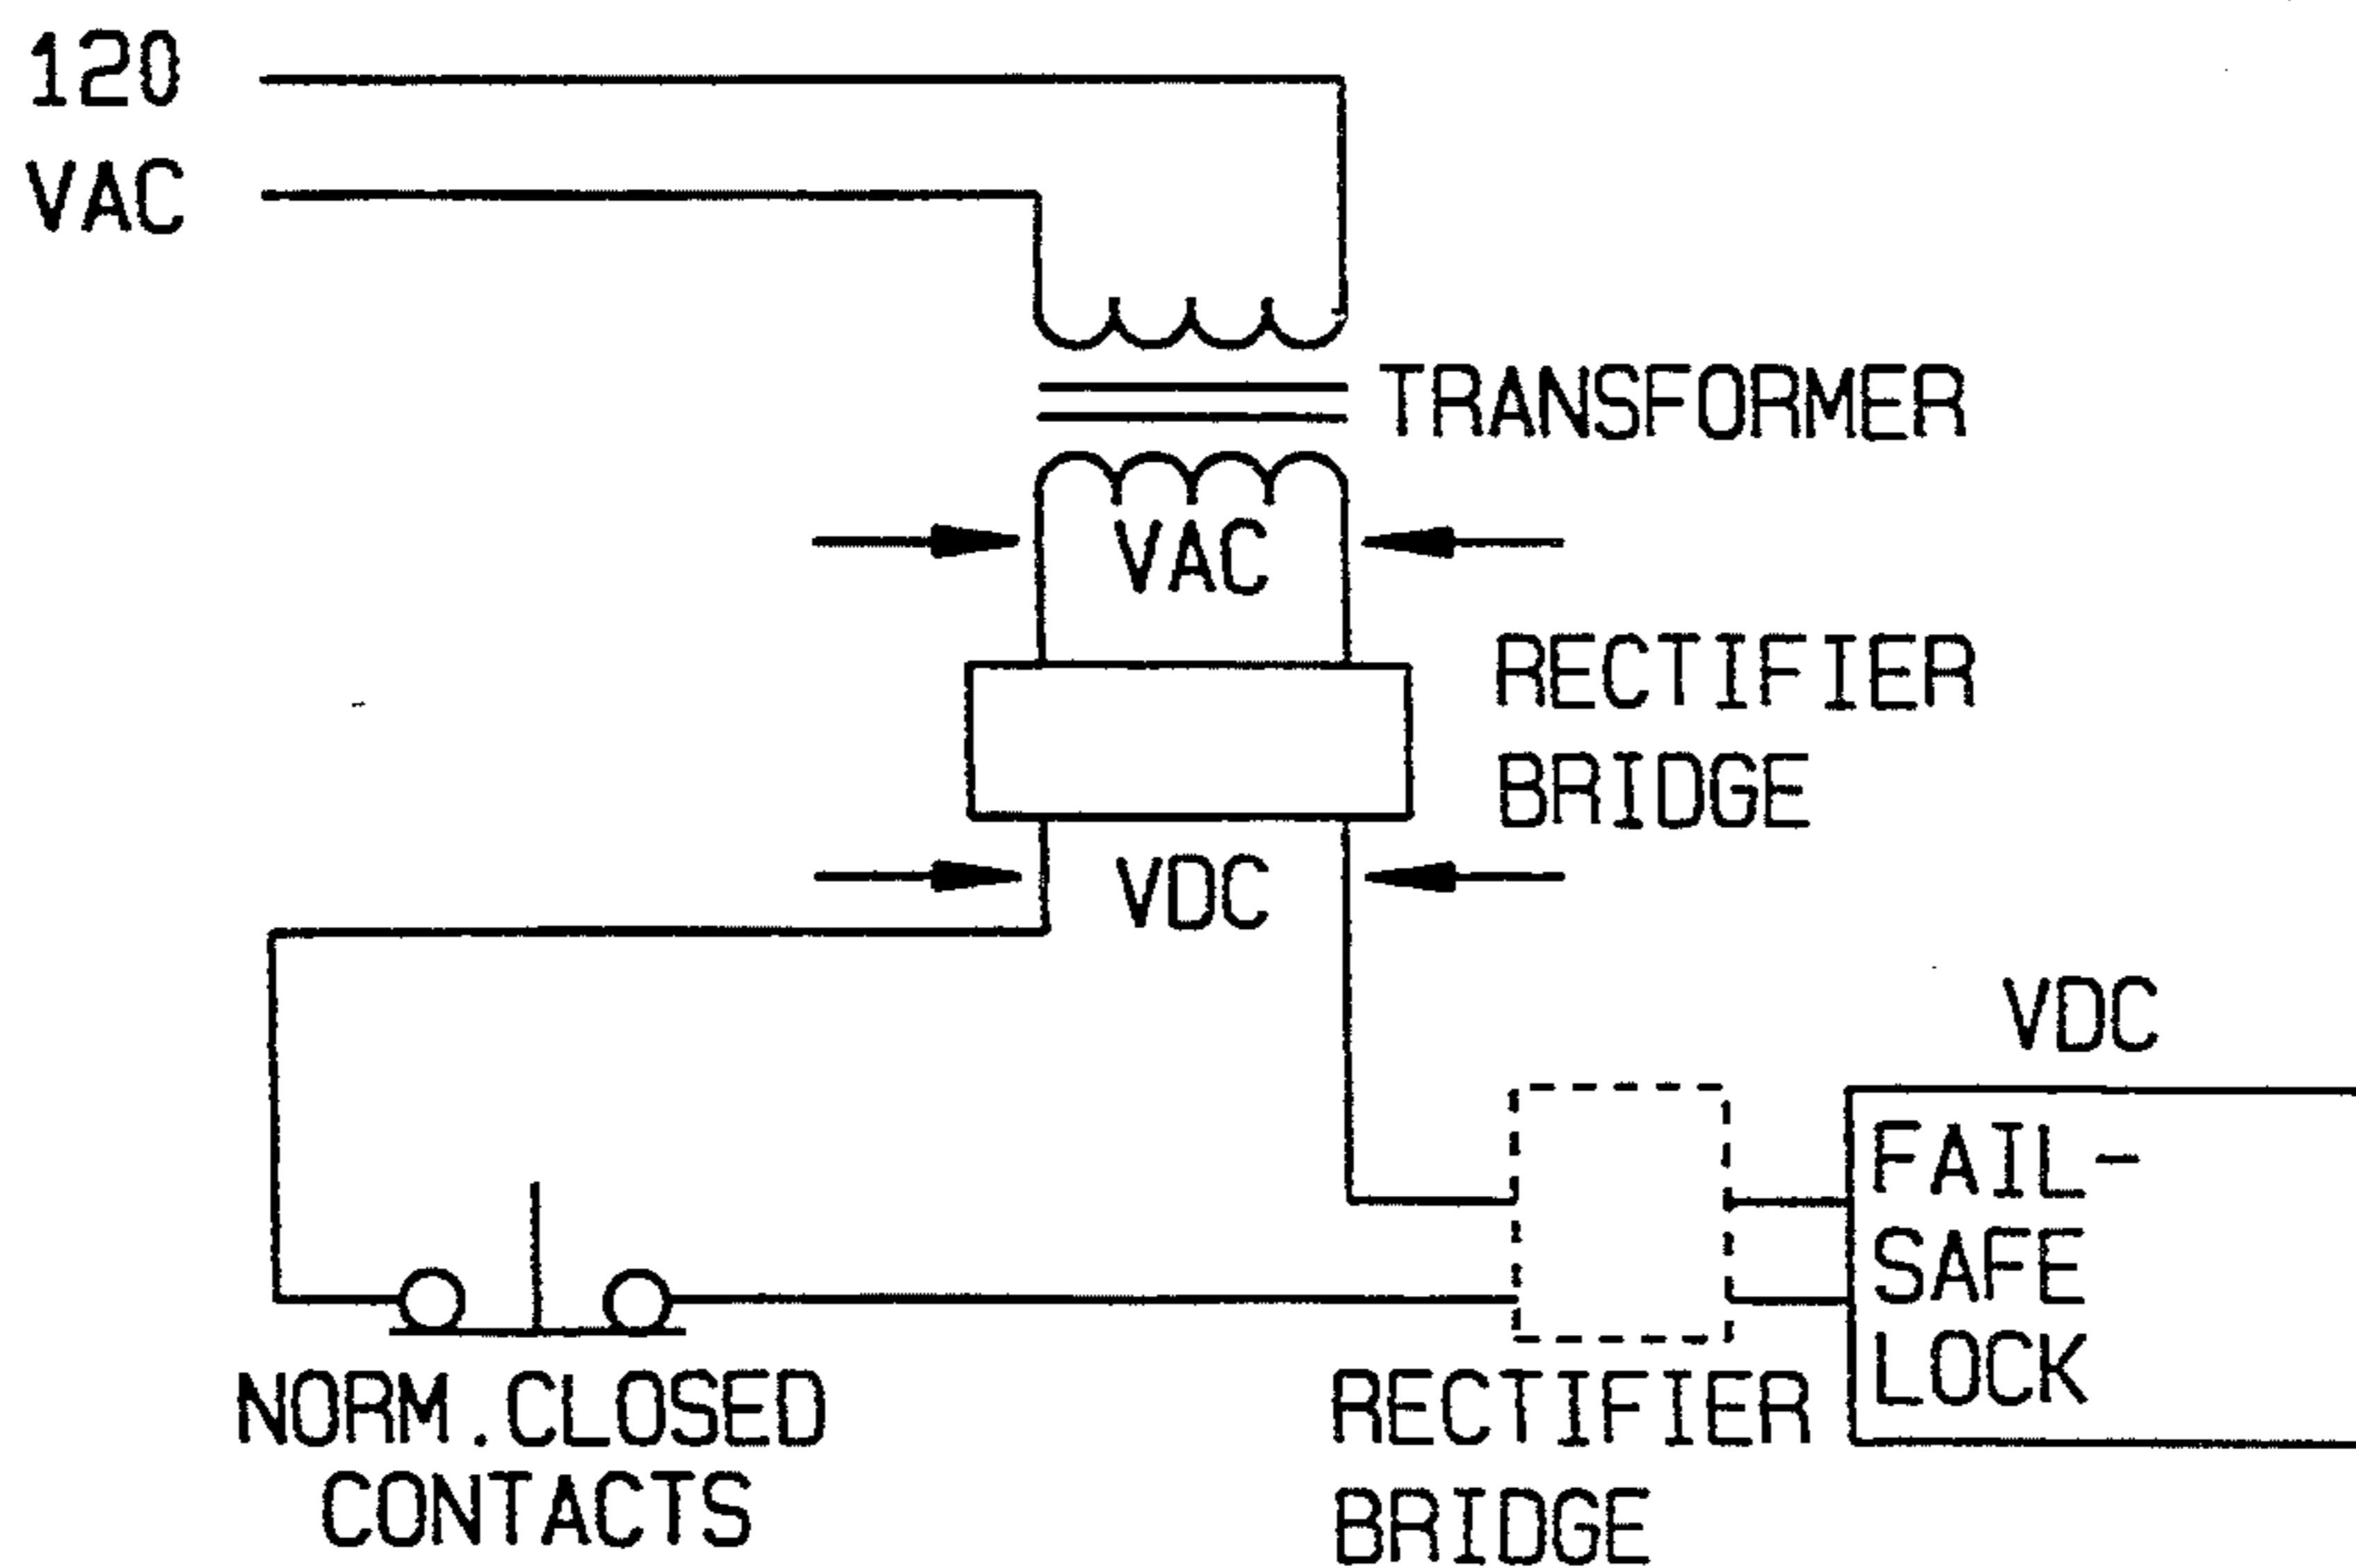 120
VAC
TRANSFORMER
VAC
RECTIFIER
BRIDGE
VDC
VDC
FAIL-
SAFE
LOCK
NORM.CLOSED
CONTACTS
RECTIFIER
BRIDGE